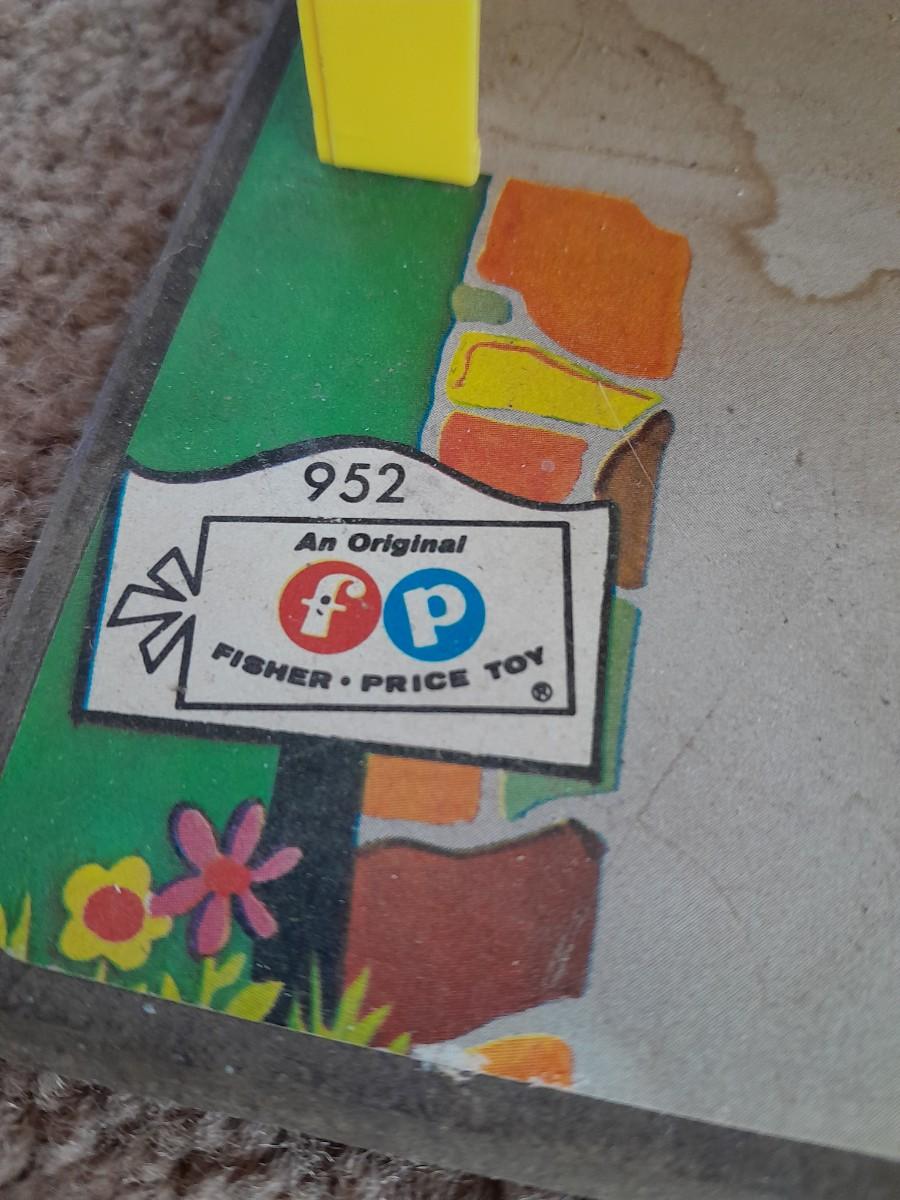 952
An Original
fp
FISHER • PRICE TOY
®